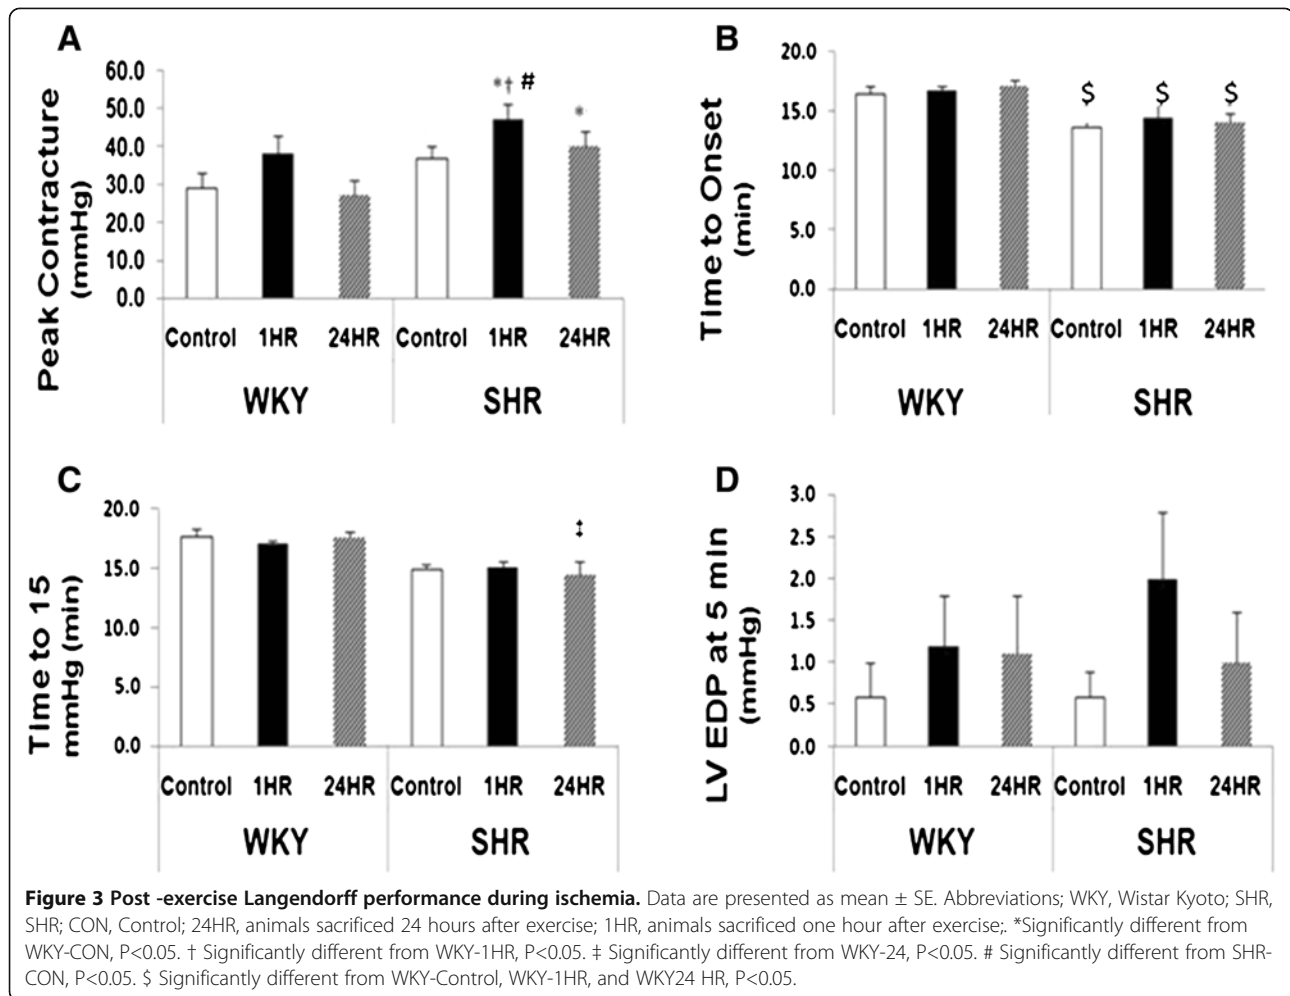 A
60.0
50.0
40.0
30.0
20.0
10.0
0.0
Peak Contracture
(mmHg)
*† #
*
Control 1HR 24HR Control 1HR 24HR
WKY SHR
B
20.0
15.0
10.0
5.0
0.0
Time to Onset
(min)
$ $ $
Control 1HR 24HR Control 1HR 24HR
WKY SHR
C
20.0
15.0
10.0
5.0
0.0
Time to 15
mmHg (min)
‡
Control 1HR 24HR Control 1HR 24HR
WKY SHR
D
3.0
2.5
2.0
1.5
1.0
0.5
0.0
LV EDP at 5 min
(mmHg)
Control 1HR 24HR Control 1HR 24HR
WKY SHR
Figure 3 Post -exercise Langendorff performance during ischemia. Data are presented as mean ± SE. Abbreviations; WKY, Wistar Kyoto; SHR,
SHR; CON, Control; 24HR, animals sacrificed 24 hours after exercise; 1HR, animals sacrificed one hour after exercise;. *Significantly different from
WKY-CON, P<0.05. † Significantly different from WKY-1HR, P<0.05. ‡ Significantly different from WKY-24, P<0.05. # Significantly different from SHR-
CON, P<0.05. $ Significantly different from WKY-Control, WKY-1HR, and WKY24 HR, P<0.05.